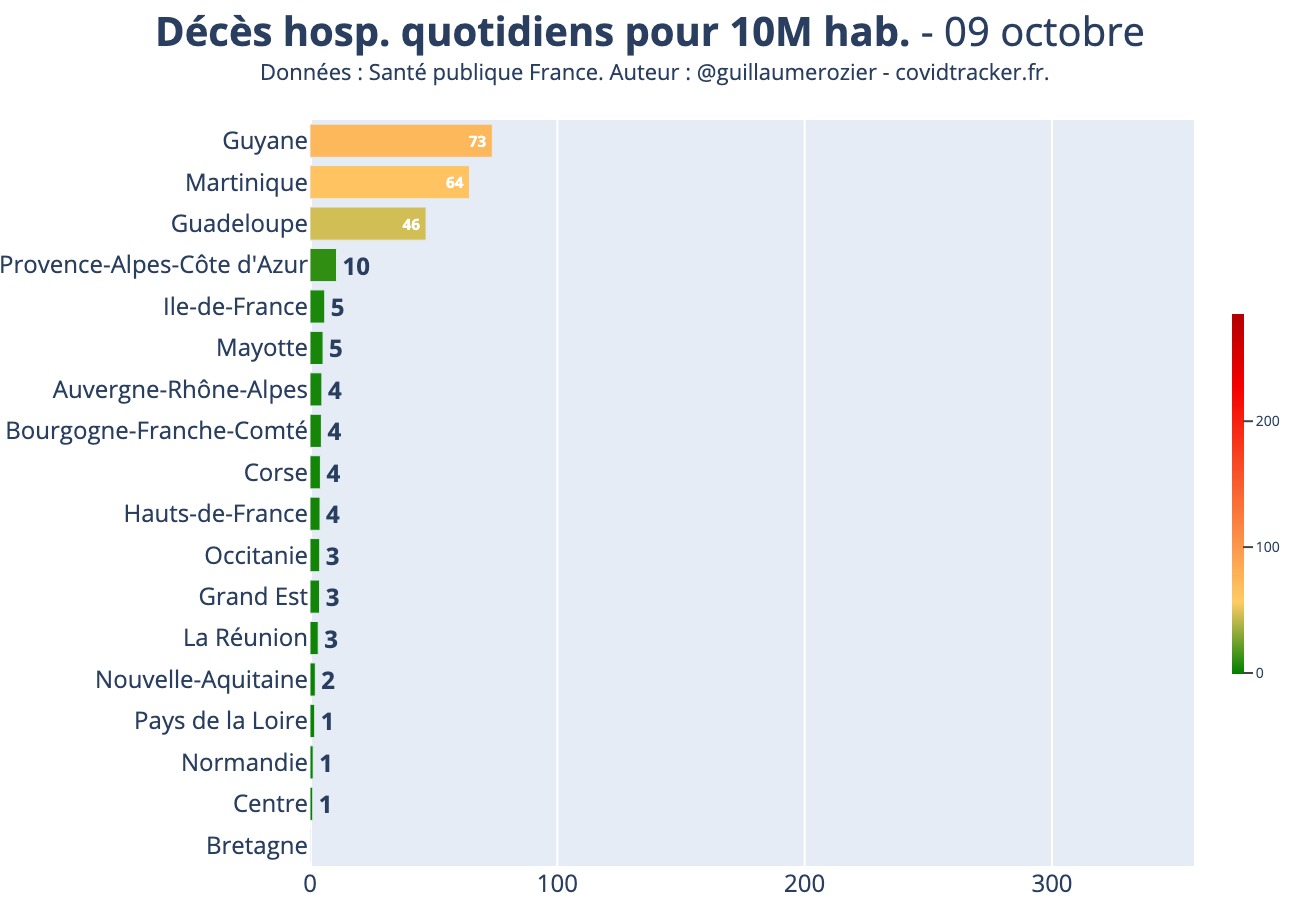 Décès hosp. quotidiens pour 10M hab. - 09 octobre
Données : Santé publique France. Auteur : @guillaumerozier - covidtracker.fr.
Guyane 73
Martinique 64
Guadeloupe 46
Provence-Alpes-Côte d'Azur 10
Ile-de-France 5
Mayotte 5
Auvergne-Rhône-Alpes 4
Bourgogne-Franche-Comté 4
Corse 4
Hauts-de-France 4
Occitanie 3
Grand Est 3
La Réunion 3
Nouvelle-Aquitaine 2
Pays de la Loire 1
Normandie 1
Centre 1
Bretagne
0 100 200 300
200
100
0